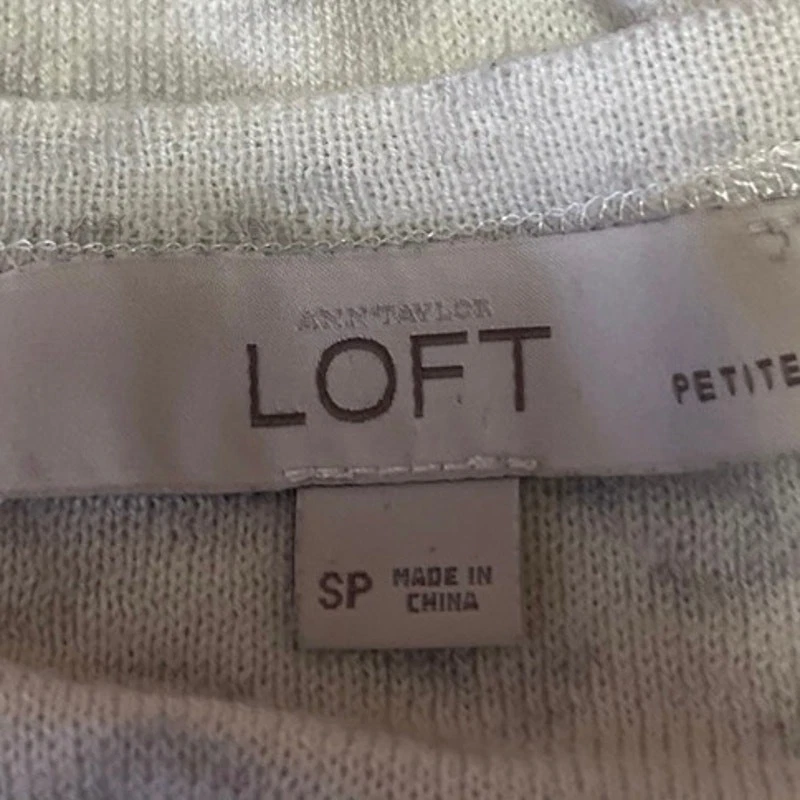 ANN TAYLOR
LOFT
PETITE
SP
MADE IN
CHINA